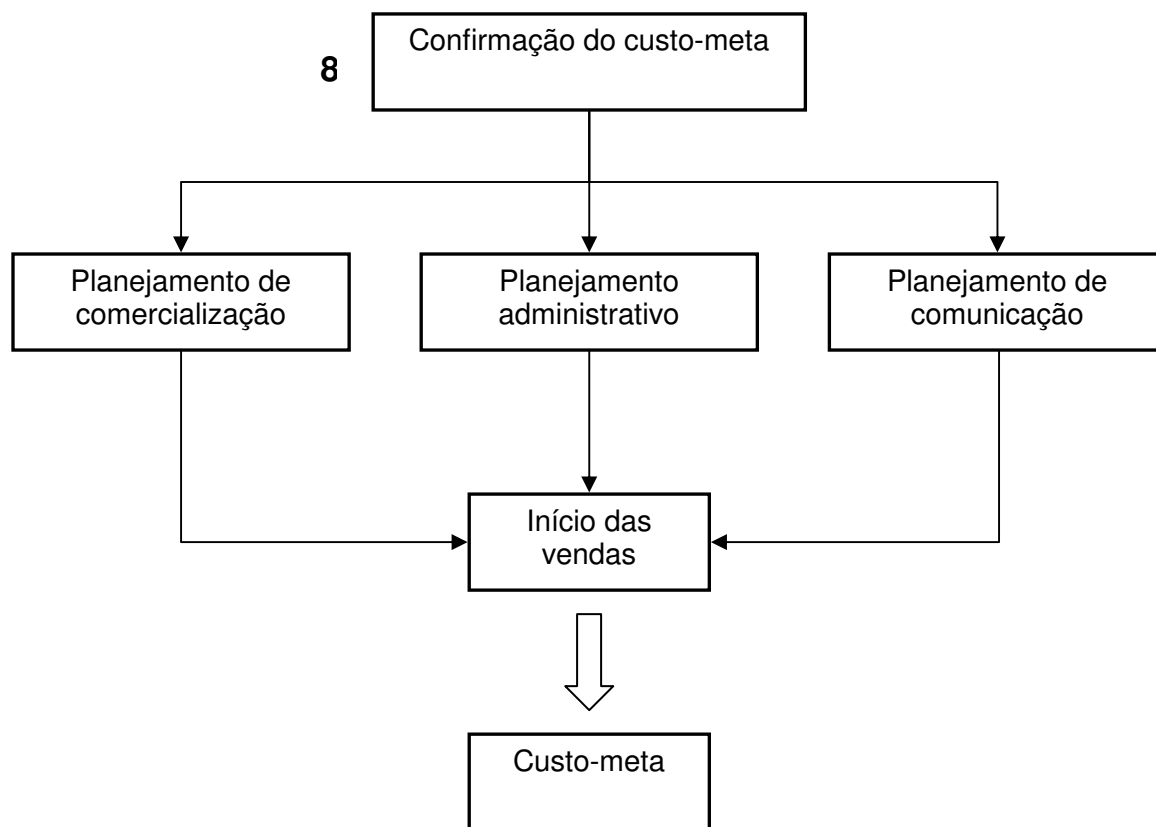 Confirmação do custo-meta
8
Planejamento de
comercialização
Planejamento
administrativo
Planejamento de
comunicação
Início das
vendas
Custo-meta